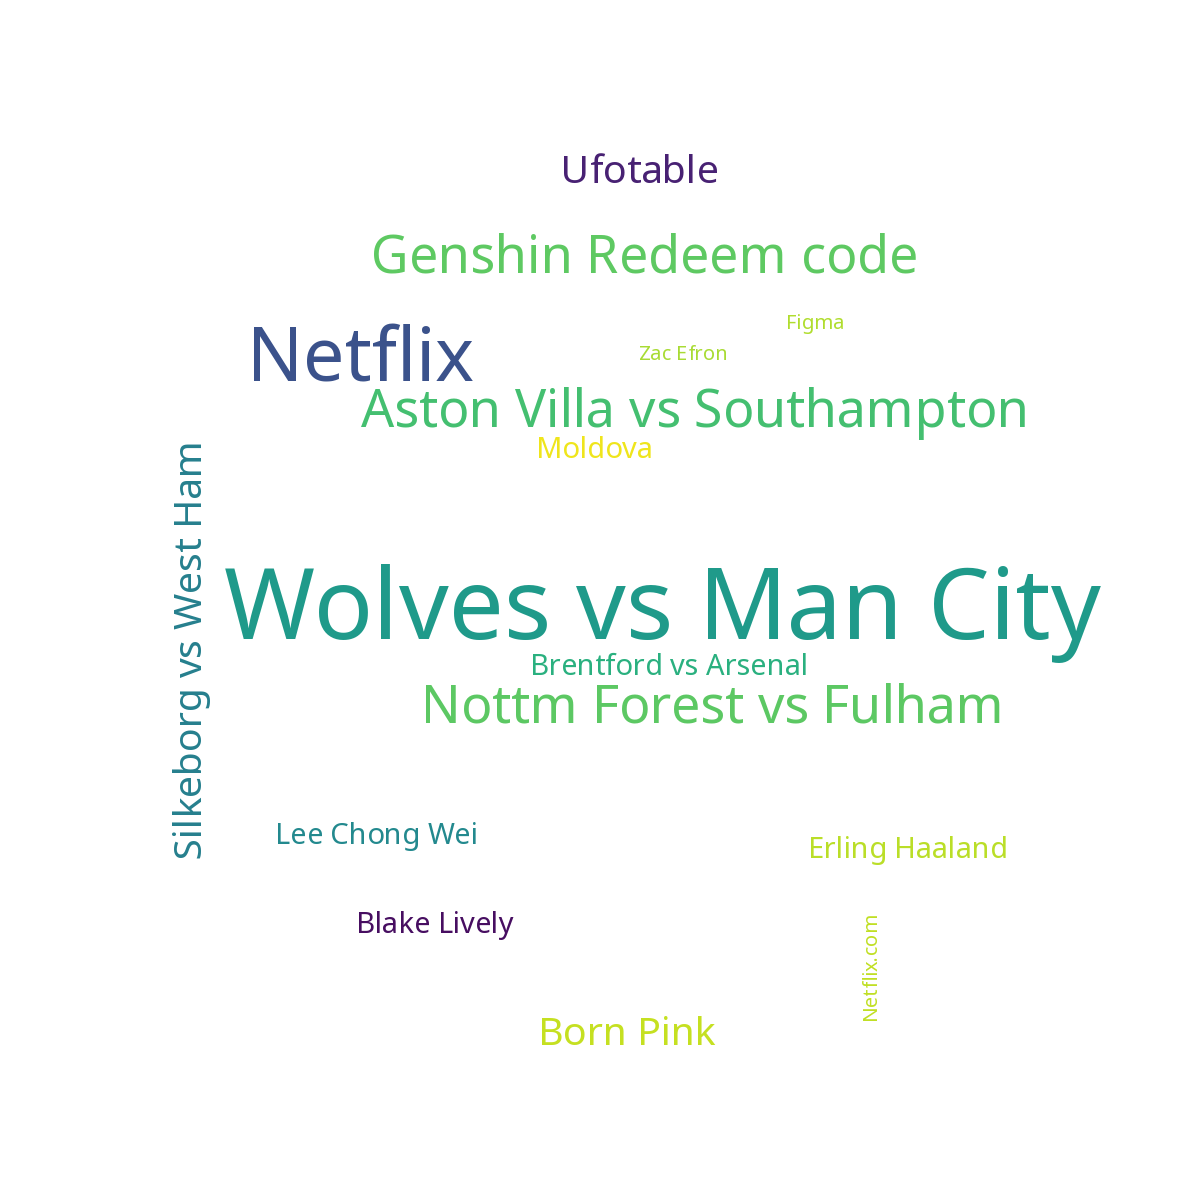 Ufotable
Genshin Redeem code
Figma
Netflix
Zac Efron
Aston Villa vs Southampton
Moldova
Silkeborg vs West Ham
Wolves vs Man City
Brentford vs Arsenal
Nottm Forest vs Fulham
Lee Chong Wei
Erling Haaland
Blake Lively
Netflix.com
Born Pink